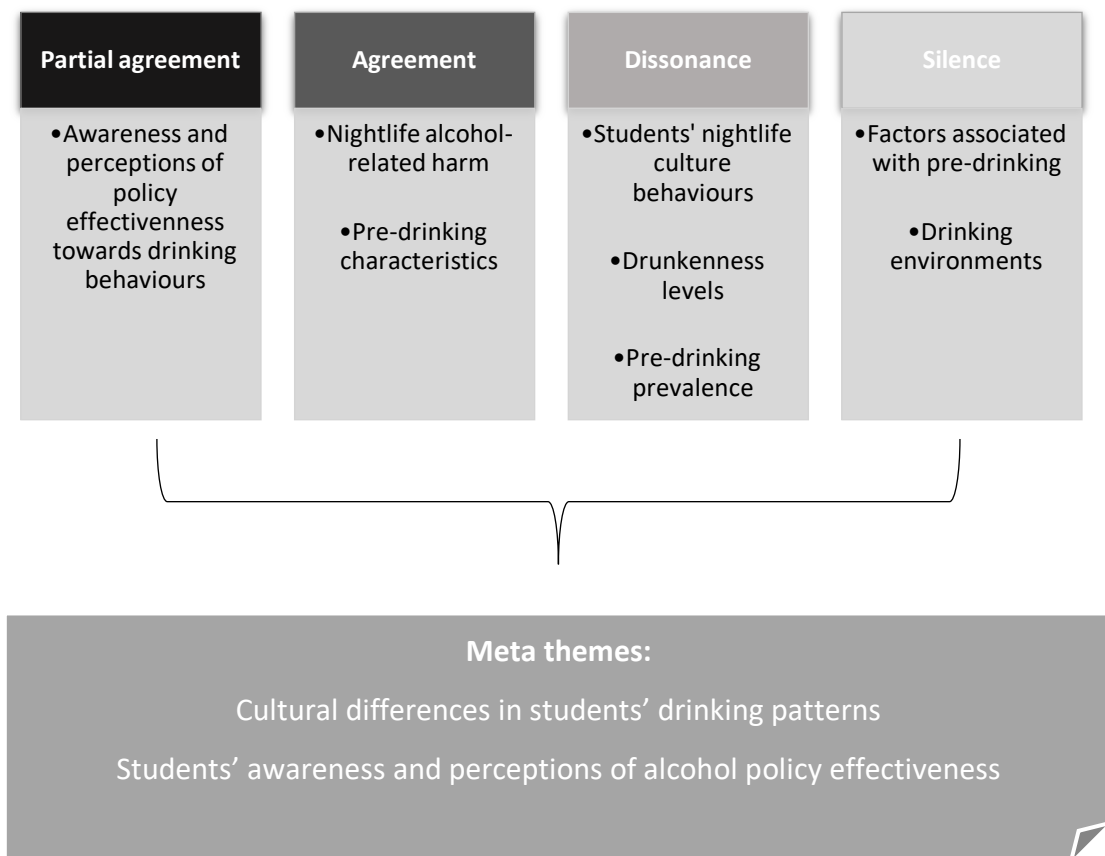 Partial agreement
•Awareness and
perceptions of
policy
effectivenness
towards drinking
behaviours
Agreement
•Nightlife alcohol-
related harm
•Pre-drinking
characteristics
Dissonance
•Students' nightlife
culture
behaviours
•Drunkenness
levels
•Pre-drinking
prevalence
Silence
•Factors associated
with pre-drinking
•Drinking
environments
Meta themes:
Cultural differences in students’ drinking patterns
Students’ awareness and perceptions of alcohol policy effectiveness